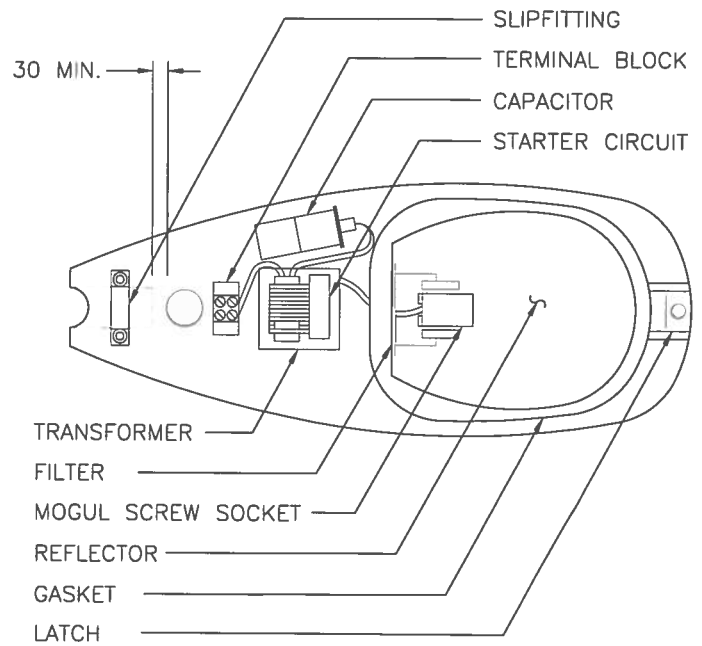 SLIPFITTING
30 MIN.
TERMINAL BLOCK
CAPACITOR
STARTER CIRCUIT
TRANSFORMER
FILTER
MOGUL SCREW SOCKET
REFLECTOR
GASKET
LATCH